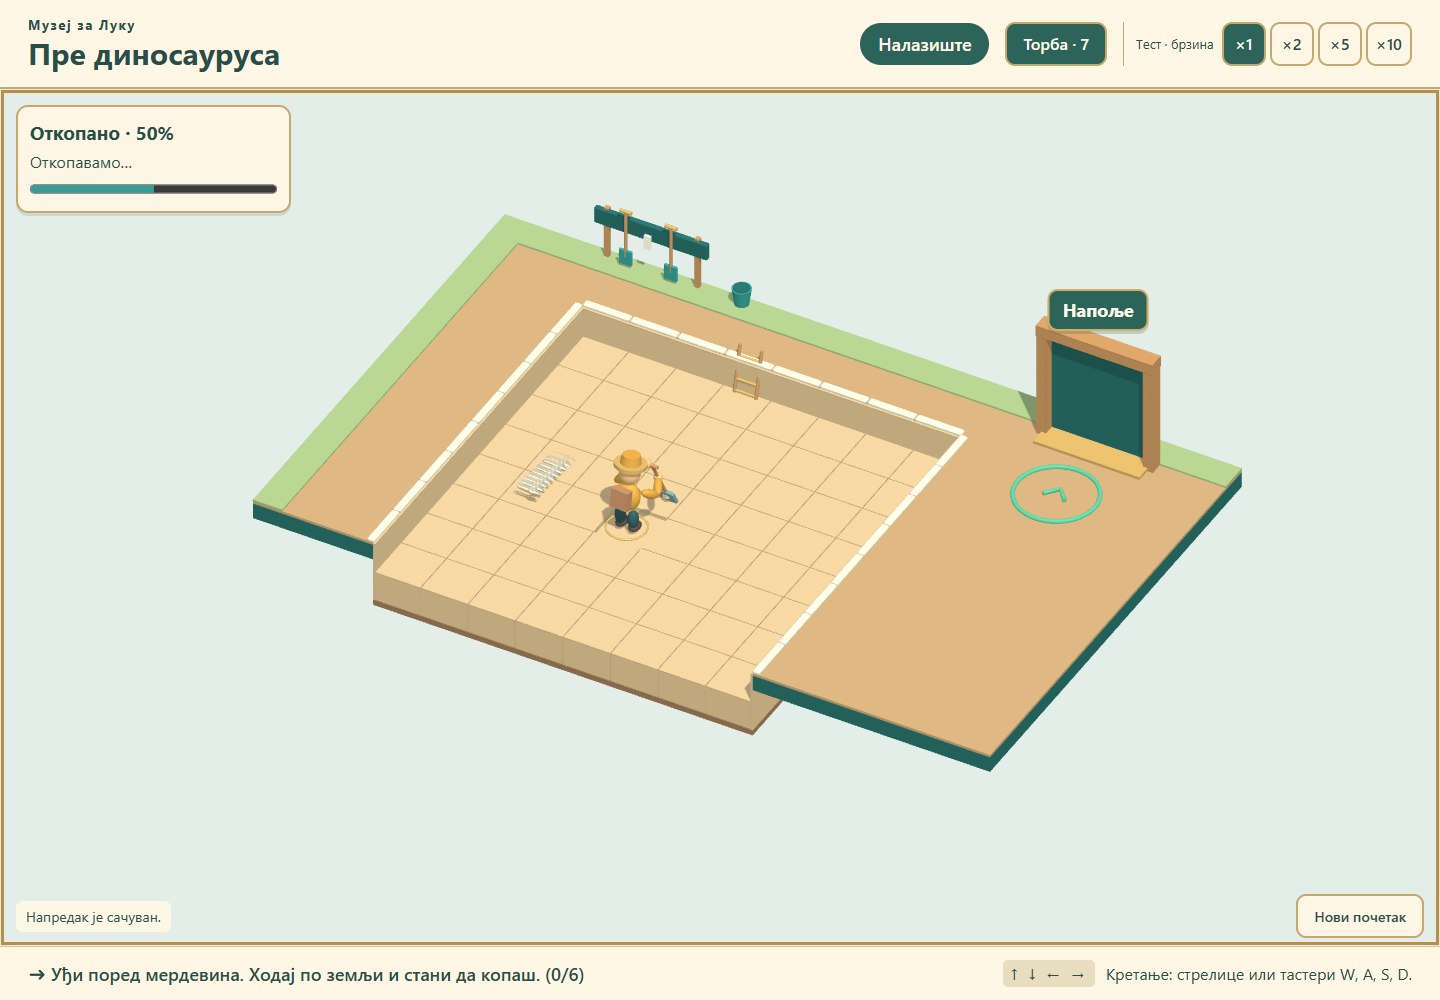 Музеј за Луку
Пре диносауруса
Налазиште
Торба · 7
Тест · брзина
×1
×2
×5
×10
Откопано · 50%
Откопавамо...
Напоље
Напредак је сачуван.
Нови почетак
→ Уђи поред мердевина. Ходај по земљи и стани да копаш. (0/6)
↑ ↓ ← → Кретање: стрелице или тастери W, A, S, D.